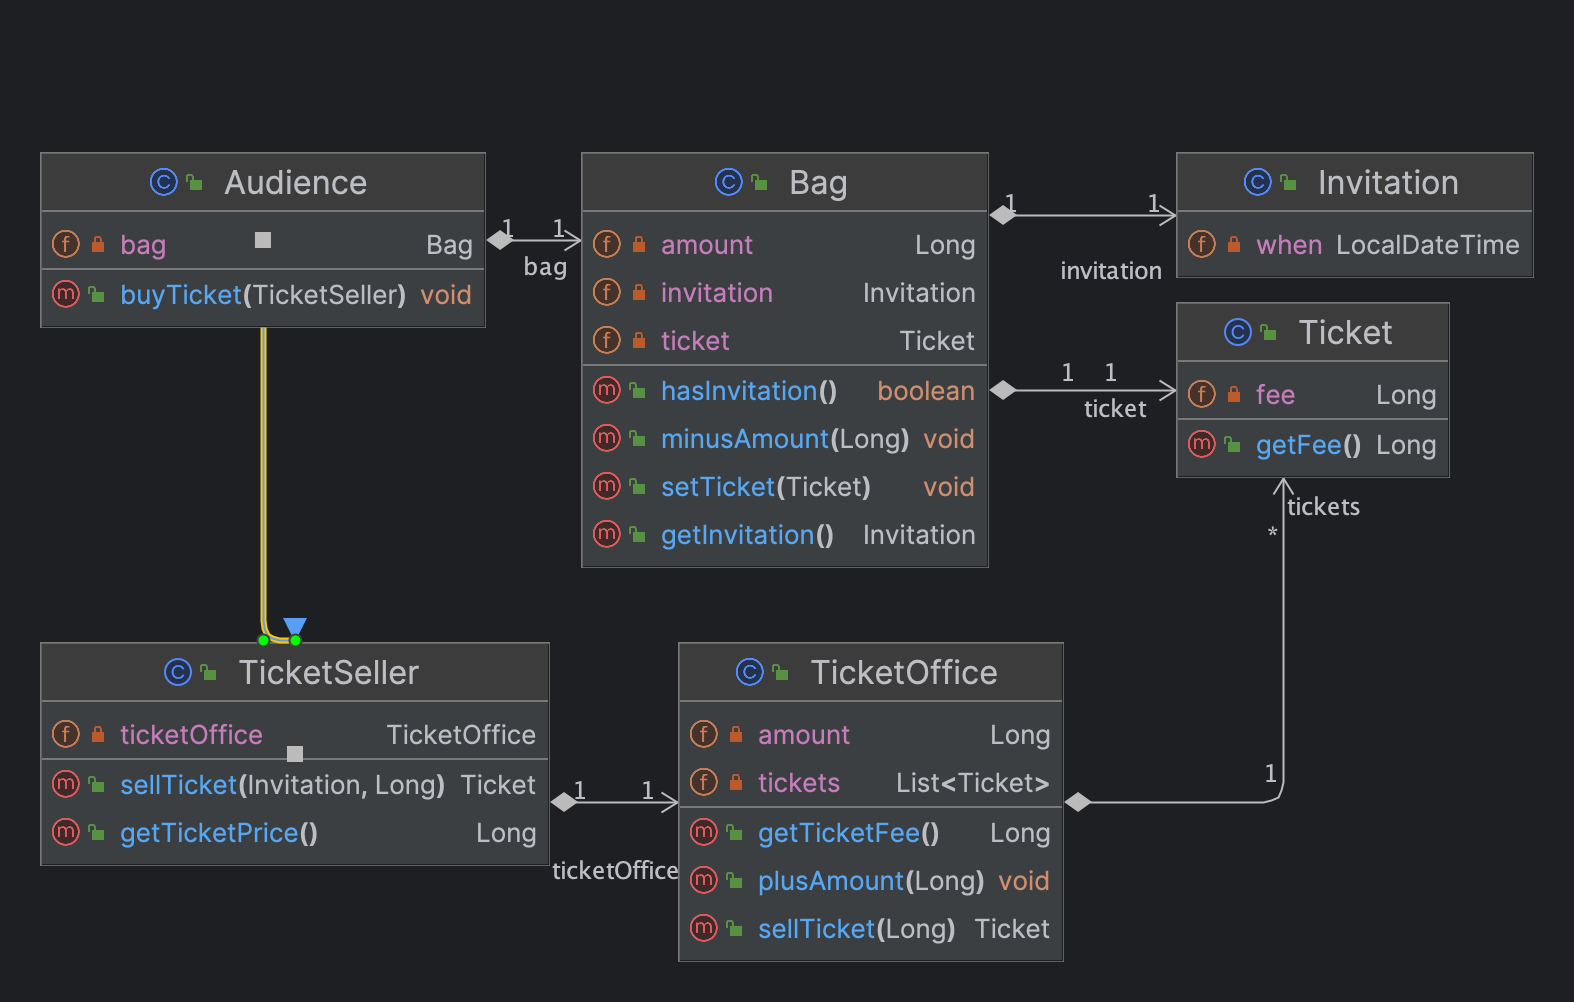 Audience
bag Bag
buyTicket(TicketSeller) void
1 1
bag
Bag
amount Long
invitation Invitation
ticket Ticket
hasInvitation() boolean
minusAmount(Long) void
setTicket(Ticket) void
getInvitation() Invitation
1 1
invitation
Invitation
when LocalDateTime
1 1
ticket
Ticket
fee Long
getFee() Long
tickets
*
1
TicketSeller
ticketOffice TicketOffice
sellTicket(Invitation, Long) Ticket
getTicketPrice() Long
1 1
ticketOffice
TicketOffice
amount Long
tickets List<Ticket>
getTicketFee() Long
plusAmount(Long) void
sellTicket(Long) Ticket